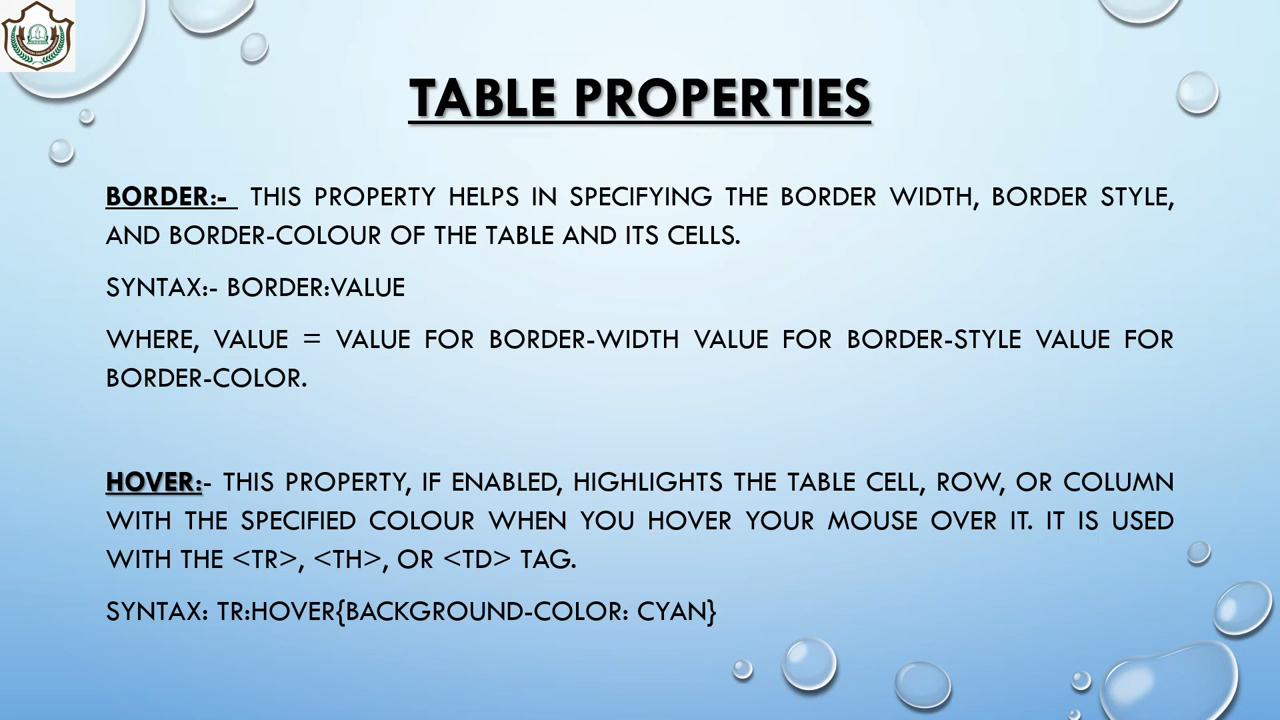 TABLE PROPERTIES
BORDER:- THIS PROPERTY HELPS IN SPECIFYING THE BORDER WIDTH, BORDER STYLE,
AND BORDER-COLOUR OF THE TABLE AND ITS CELLS.
SYNTAX:- BORDER:VALUE
WHERE, VALUE = VALUE FOR BORDER-WIDTH VALUE FOR BORDER-STYLE VALUE FOR
BORDER-COLOR.
HOVER:- THIS PROPERTY, IF ENABLED, HIGHLIGHTS THE TABLE CELL, ROW, OR COLUMN
WITH THE SPECIFIED COLOUR WHEN YOU HOVER YOUR MOUSE OVER IT. IT IS USED
WITH THE <TR>, <TH>, OR <TD> TAG.
SYNTAX: TR:HOVER{BACKGROUND-COLOR: CYAN}